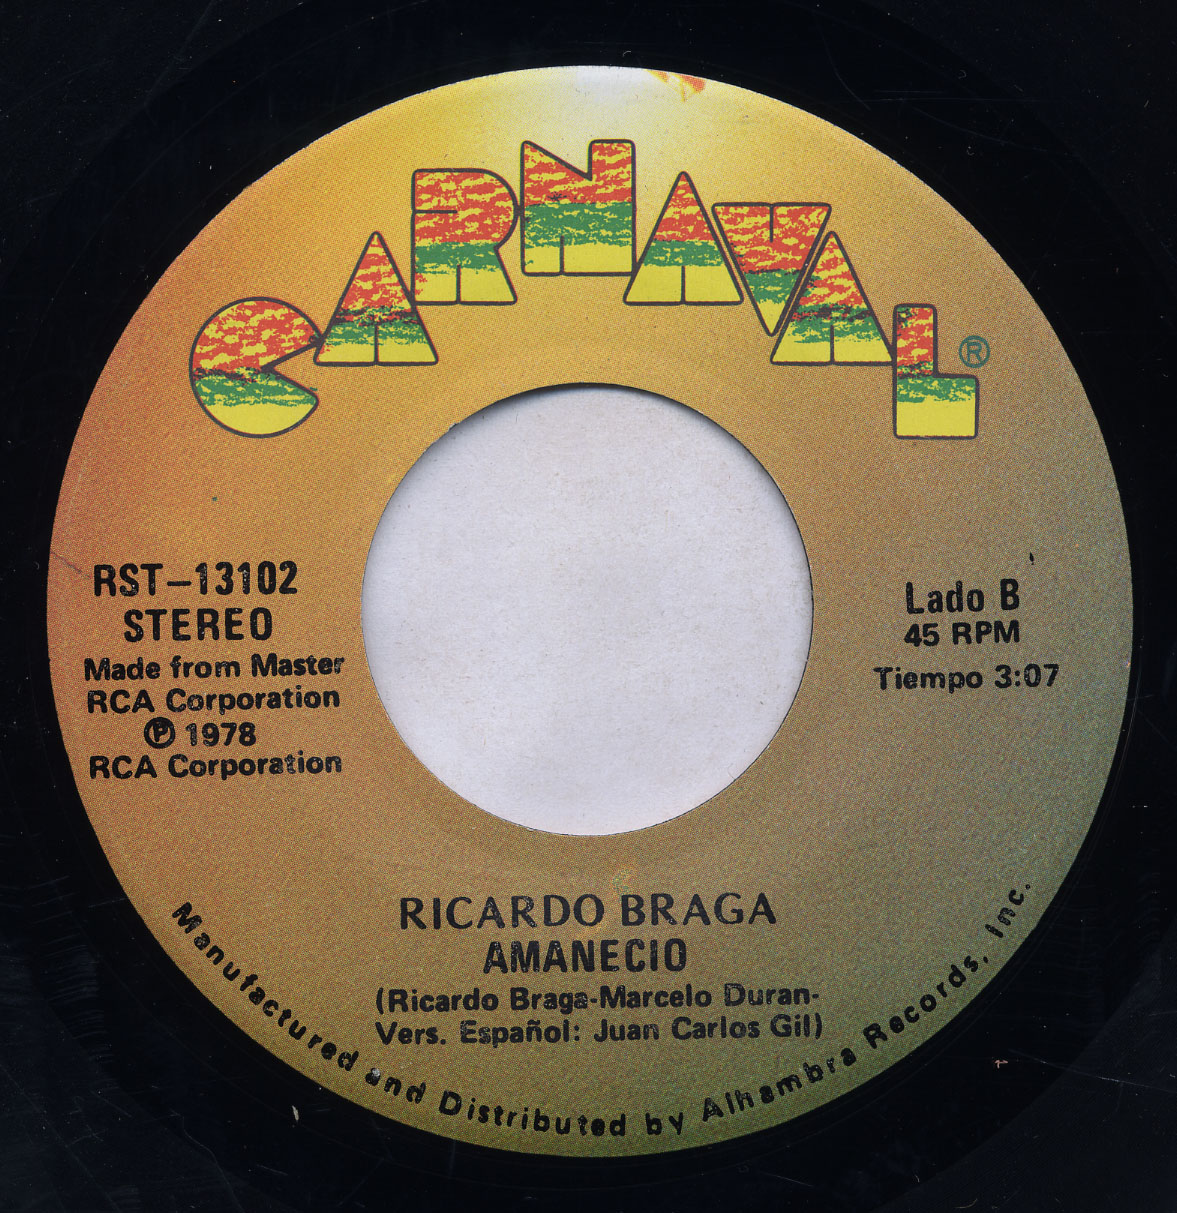 CARNAVAL®
RST-13102
STEREO
Made from Master
RCA Corporation
℗ 1978
RCA Corporation
Lado B
45 RPM
Tiempo 3:07
RICARDO BRAGA
AMANECIO
(Ricardo Braga-Marcelo Duran-
Vers. Español: Juan Carlos Gil)
Manufactured and Distributed by Alhambra Records, Inc.